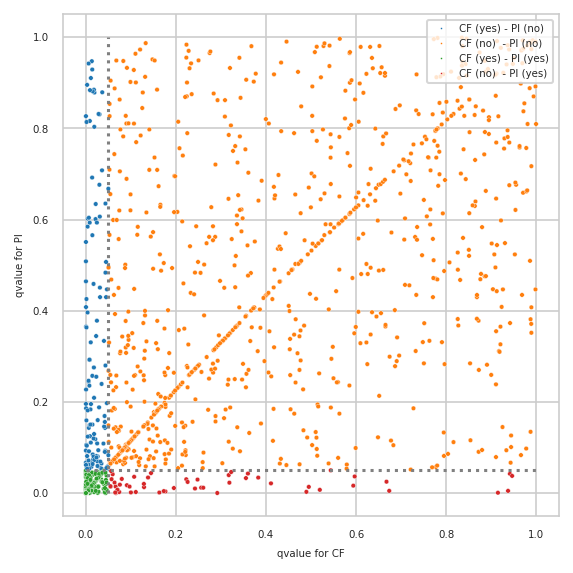 1.0
0.8
0.6
0.4
0.2
0.0
qvalue for PI
CF (yes) - PI (no)
CF (no) - PI (no)
CF (yes) - PI (yes)
CF (no) - PI (yes)
0.0 0.2 0.4 0.6 0.8 1.0
qvalue for CF